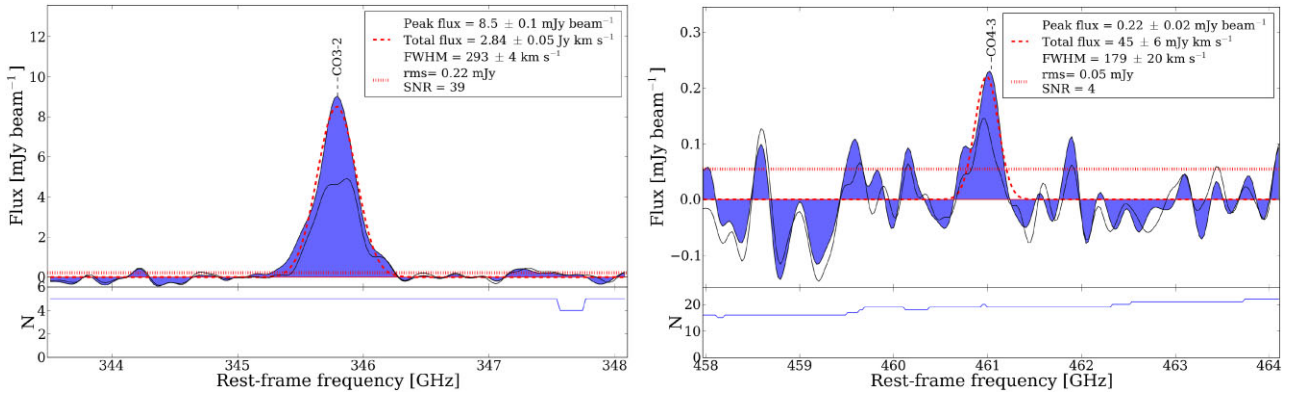 Peak flux = 8.5 ± 0.1 mJy beam⁻¹
Total flux = 2.84 ± 0.05 Jy km s⁻¹
FWHM = 293 ± 4 km s⁻¹
rms= 0.22 mJy
SNR = 39
CO3-2
12
10
8
6
4
2
0
Flux [mJy beam⁻¹]
6
4
2
0
N
344
345
346
347
348
Rest-frame frequency [GHz]
Peak flux = 0.22 ± 0.02 mJy beam⁻¹
Total flux = 45 ± 6 mJy km s⁻¹
FWHM = 179 ± 20 km s⁻¹
rms= 0.05 mJy
SNR = 4
CO4-3
0.3
0.2
0.1
0.0
−0.1
Flux [mJy beam⁻¹]
20
10
0
N
458
459
460
461
462
463
464
Rest-frame frequency [GHz]